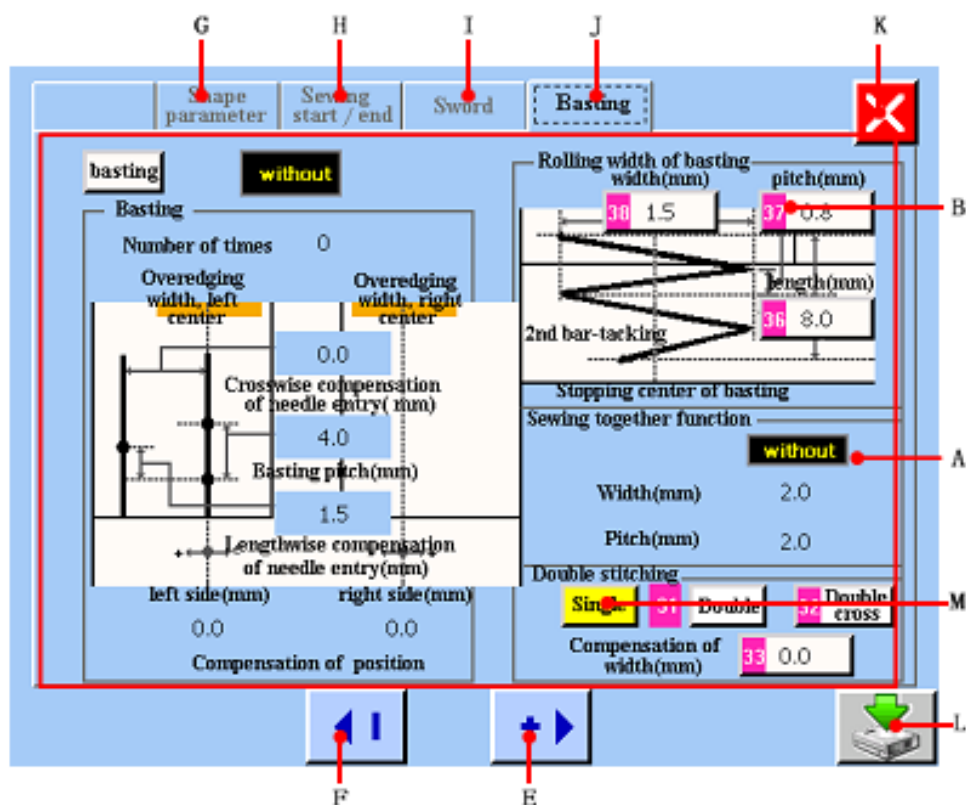 G H I J K
Shape parameter
Sewing start / end
Sword
Basting
basting
without
Basting
Number of times 0
Overedging width, left center
Overedging width, right center
0.0
Crosswise compensation of needle entry( mm)
4.0
Basting pitch(mm)
1.5
Lengthwise compensation of needle entry(mm)
left side(mm) right side(mm)
0.0 0.0
Compensation of position
Rolling width of basting
width(mm) pitch(mm)
38 1.5 37 0.8
B
length(mm)
36 8.0
2nd bar-tacking
Stopping center of basting
Sewing together function
without
A
Width(mm) 2.0
Pitch(mm) 2.0
Double stitching
Single 31 Double 32 Double cross
M
Compensation of width(mm) 33 0.0
L
F E